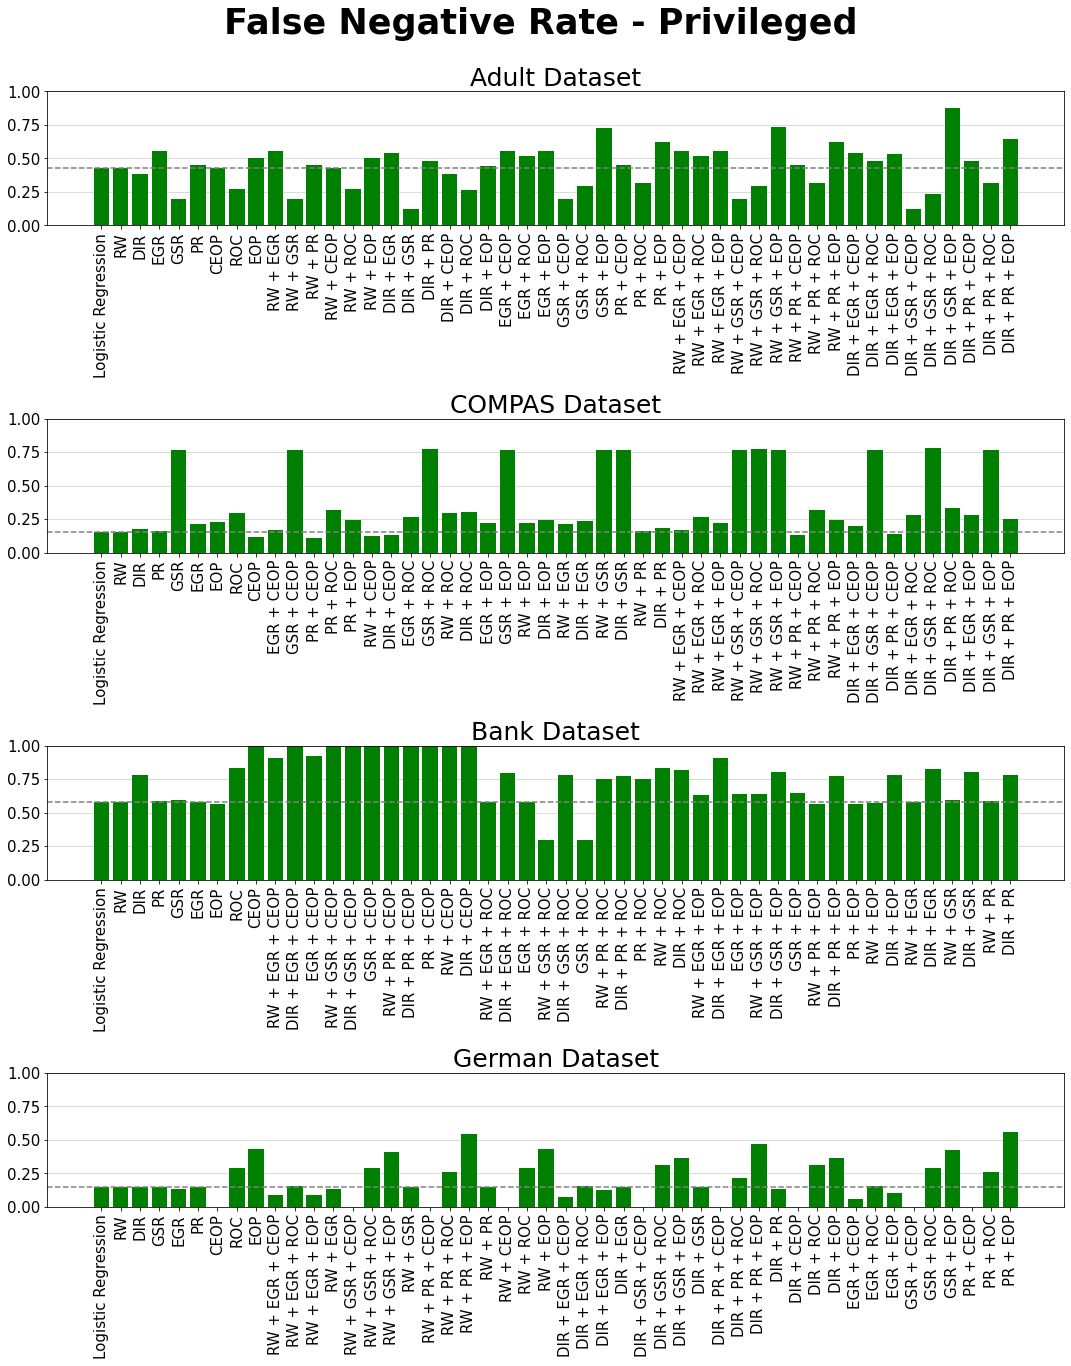 False Negative Rate - Privileged
Adult Dataset
1.00
0.75
0.50
0.25
0.00
Logistic Regression
RW
DIR
EGR
GSR
PR
CEOP
ROC
EOP
RW + EGR
RW + GSR
RW + PR
RW + CEOP
RW + ROC
RW + EOP
DIR + EGR
DIR + GSR
DIR + PR
DIR + CEOP
DIR + ROC
DIR + EOP
EGR + CEOP
EGR + ROC
EGR + EOP
GSR + CEOP
GSR + ROC
GSR + EOP
PR + CEOP
PR + ROC
PR + EOP
RW + EGR + CEOP
RW + EGR + ROC
RW + EGR + EOP
RW + GSR + CEOP
RW + GSR + ROC
RW + GSR + EOP
RW + PR + CEOP
RW + PR + ROC
RW + PR + EOP
DIR + EGR + CEOP
DIR + EGR + ROC
DIR + EGR + EOP
DIR + GSR + CEOP
DIR + GSR + ROC
DIR + GSR + EOP
DIR + PR + CEOP
DIR + PR + ROC
DIR + PR + EOP
COMPAS Dataset
1.00
0.75
0.50
0.25
0.00
Logistic Regression
RW
DIR
PR
GSR
EGR
EOP
ROC
CEOP
EGR + CEOP
GSR + CEOP
PR + CEOP
PR + ROC
PR + EOP
RW + CEOP
DIR + CEOP
EGR + ROC
GSR + ROC
RW + ROC
DIR + ROC
EGR + EOP
GSR + EOP
RW + EOP
DIR + EOP
RW + EGR
DIR + EGR
RW + GSR
DIR + GSR
RW + PR
DIR + PR
RW + EGR + CEOP
RW + EGR + ROC
RW + EGR + EOP
RW + GSR + CEOP
RW + GSR + ROC
RW + GSR + EOP
RW + PR + CEOP
RW + PR + ROC
RW + PR + EOP
DIR + EGR + CEOP
DIR + GSR + CEOP
DIR + PR + CEOP
DIR + EGR + ROC
DIR + GSR + ROC
DIR + PR + ROC
DIR + EGR + EOP
DIR + GSR + EOP
DIR + PR + EOP
Bank Dataset
1.00
0.75
0.50
0.25
0.00
Logistic Regression
RW
DIR
PR
GSR
EGR
EOP
ROC
CEOP
RW + EGR + CEOP
DIR + EGR + CEOP
EGR + CEOP
RW + GSR + CEOP
DIR + GSR + CEOP
GSR + CEOP
RW + PR + CEOP
DIR + PR + CEOP
PR + CEOP
RW + CEOP
DIR + CEOP
RW + EGR + ROC
DIR + EGR + ROC
EGR + ROC
RW + GSR + ROC
DIR + GSR + ROC
GSR + ROC
RW + PR + ROC
DIR + PR + ROC
PR + ROC
RW + ROC
DIR + ROC
RW + EGR + EOP
DIR + EGR + EOP
EGR + EOP
RW + GSR + EOP
DIR + GSR + EOP
GSR + EOP
RW + PR + EOP
DIR + PR + EOP
PR + EOP
RW + EOP
DIR + EOP
RW + EGR
DIR + EGR
RW + GSR
DIR + GSR
RW + PR
DIR + PR
German Dataset
1.00
0.75
0.50
0.25
0.00
Logistic Regression
RW
DIR
GSR
EGR
PR
CEOP
ROC
EOP
RW + EGR + CEOP
RW + EGR + ROC
RW + EGR + EOP
RW + EGR
RW + GSR + CEOP
RW + GSR + ROC
RW + GSR + EOP
RW + GSR
RW + PR + CEOP
RW + PR + ROC
RW + PR + EOP
RW + PR
RW + CEOP
RW + ROC
RW + EOP
DIR + EGR + CEOP
DIR + EGR + ROC
DIR + EGR + EOP
DIR + EGR
DIR + GSR + CEOP
DIR + GSR + ROC
DIR + GSR + EOP
DIR + GSR
DIR + PR + CEOP
DIR + PR + ROC
DIR + PR + EOP
DIR + PR
DIR + CEOP
DIR + ROC
DIR + EOP
EGR + CEOP
EGR + ROC
EGR + EOP
GSR + CEOP
GSR + ROC
GSR + EOP
PR + CEOP
PR + ROC
PR + EOP